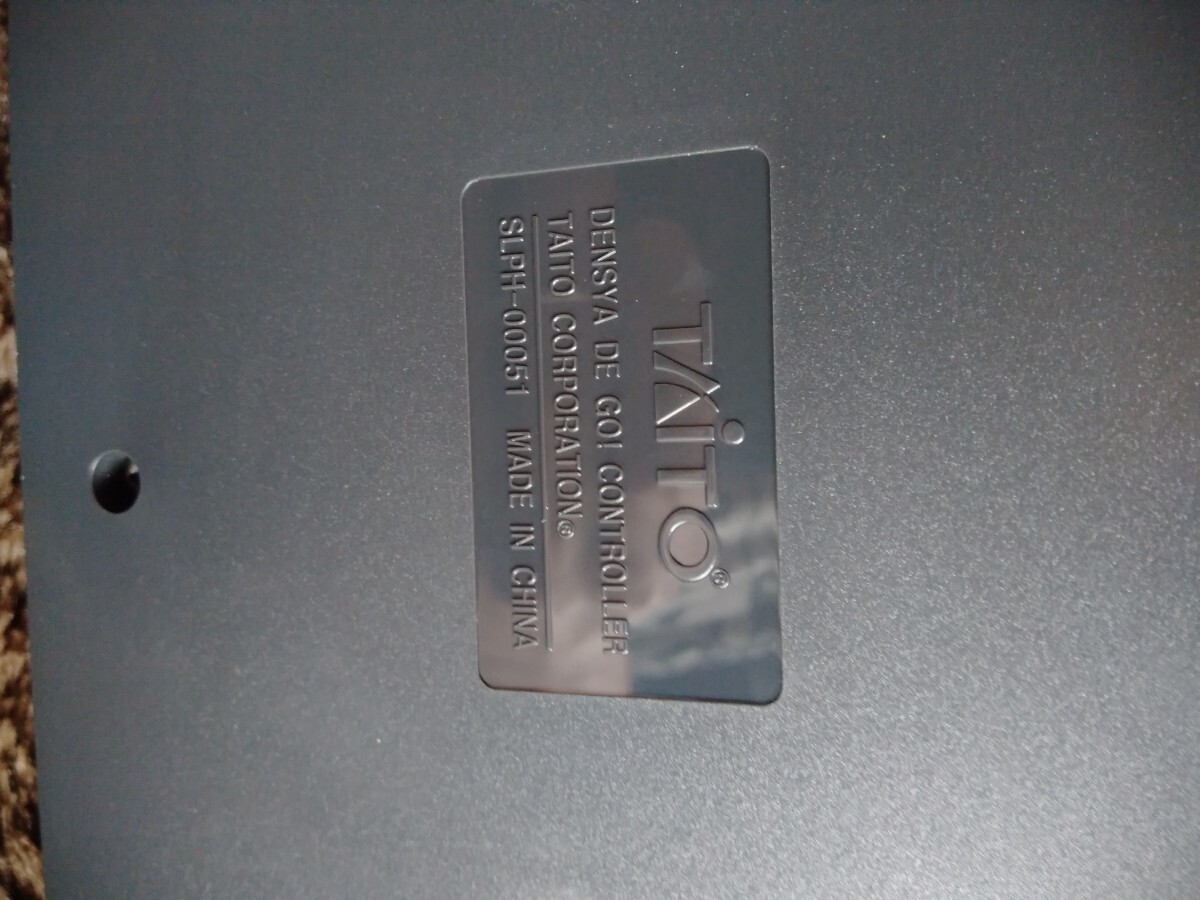 TAiTO®
DENSYA DE GO! CONTROLLER
TAITO CORPORATION®
SLPH-00051 MADE IN CHINA